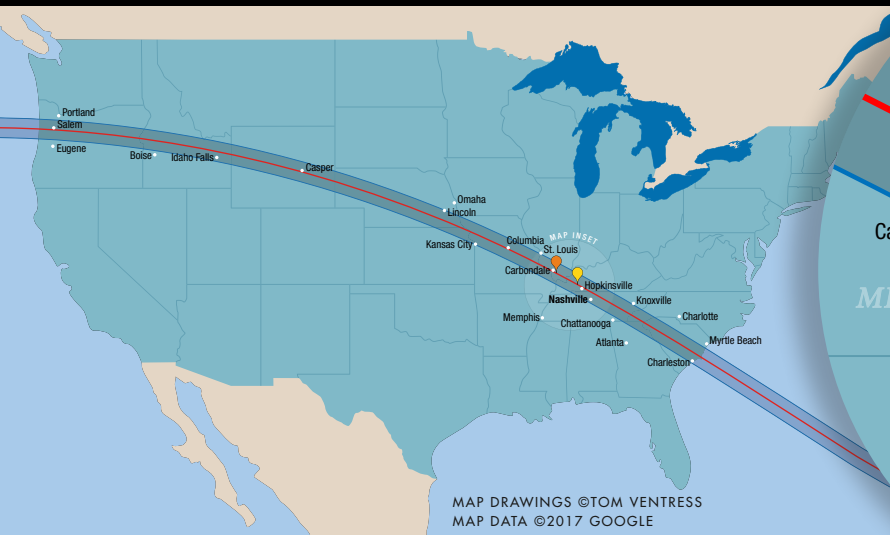 Portland
Salem
Eugene
Boise
Idaho Falls
Casper
Omaha
Lincoln
Kansas City
Columbia
MAP INSET
St. Louis
Carbondale
Hopkinsville
Nashville
Knoxville
Memphis
Chattanooga
Charlotte
Atlanta
Myrtle Beach
Charleston
Ca
MAP DRAWINGS ©TOM VENTRESS
MAP DATA ©2017 GOOGLE